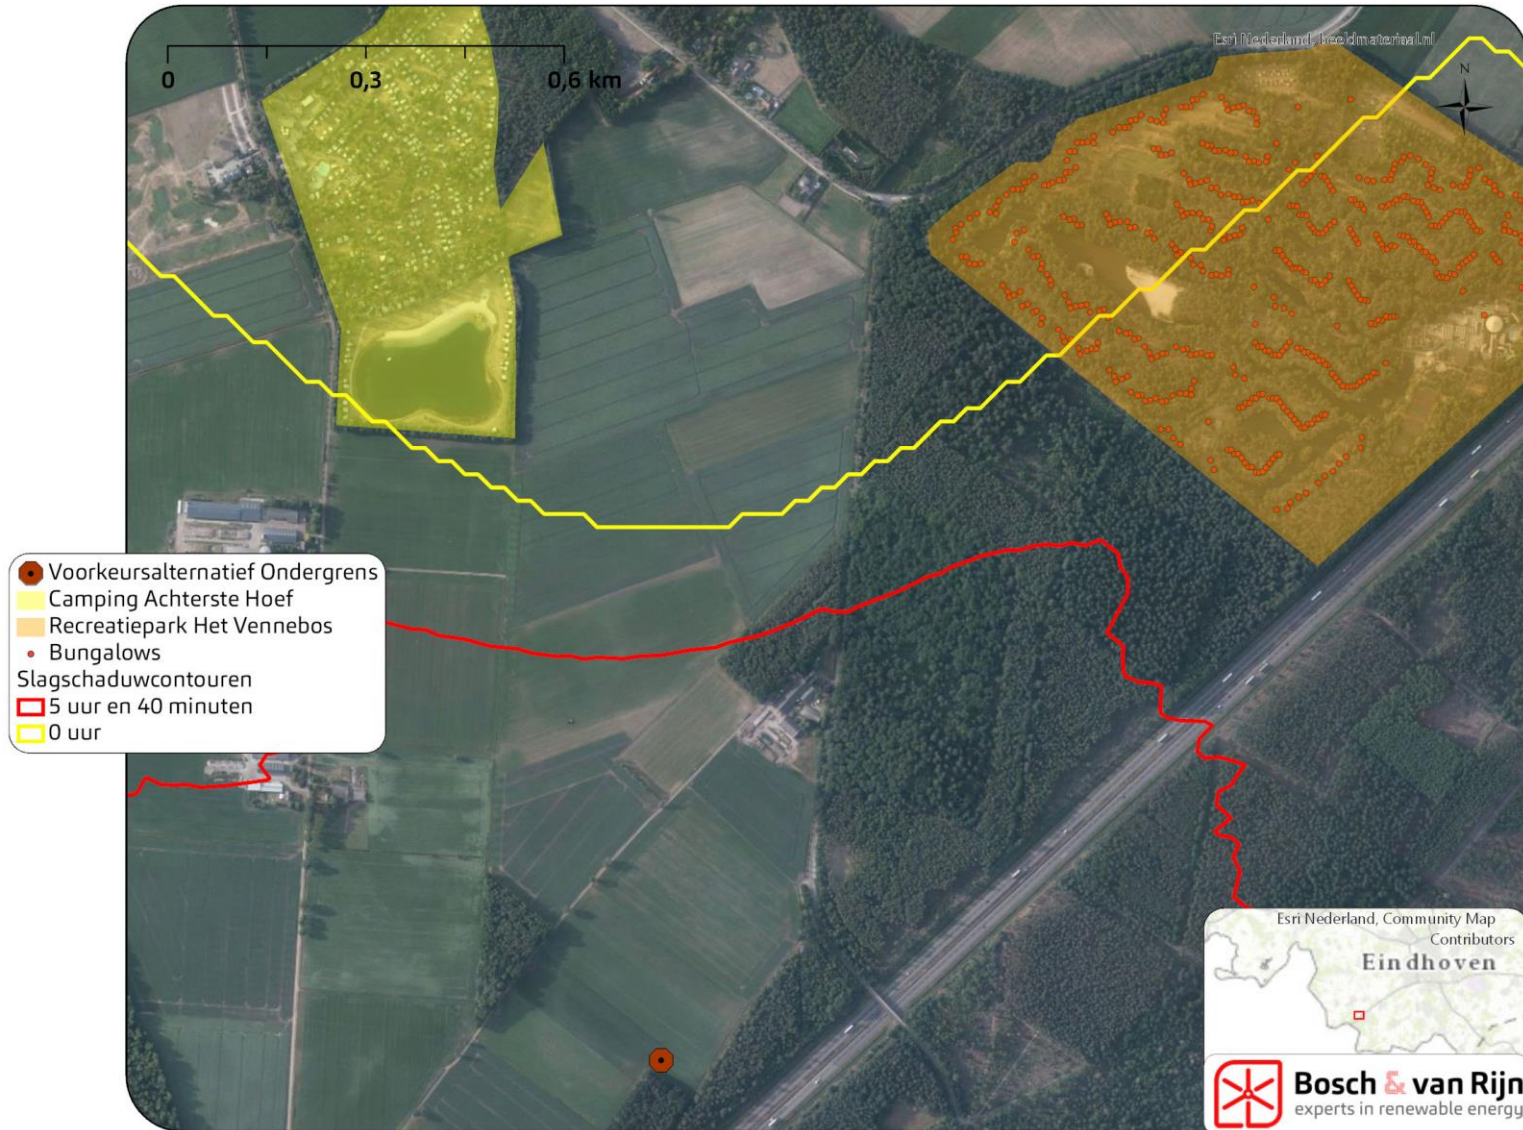 Esri Nederland, beeldmateriaal.nl
0 0,3 0,6 km
N
Voorkeursalternatief Ondergrens
Camping Achterste Hoef
Recreatiepark Het Vennebos
Bungalows
Slagschaduwcontouren
5 uur en 40 minuten
0 uur
Esri Nederland, Community Map
Contributors
Eindhoven
Bosch & van Rijn
experts in renewable energy